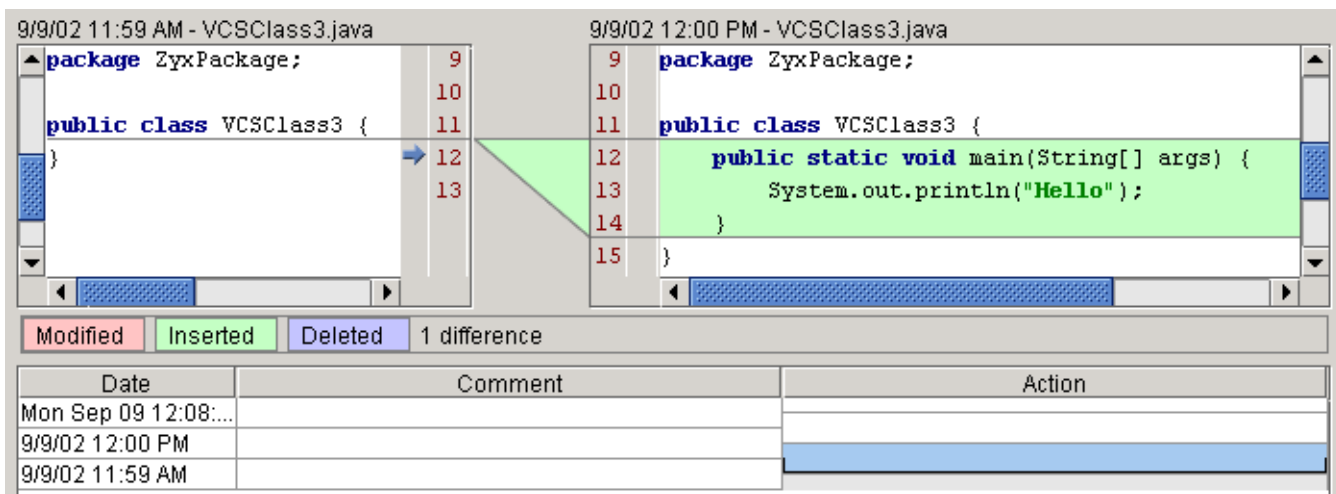 9/9/02 11:59 AM - VCSClass3.java
package ZyxPackage; 9
10
public class VCSClass3 { 11
} 12
13
9/9/02 12:00 PM - VCSClass3.java
9 package ZyxPackage;
10
11 public class VCSClass3 {
12 public static void main(String[] args) {
13 System.out.println("Hello");
14 }
15 }
Modified Inserted Deleted 1 difference
Date Comment Action
Mon Sep 09 12:08:...
9/9/02 12:00 PM
9/9/02 11:59 AM